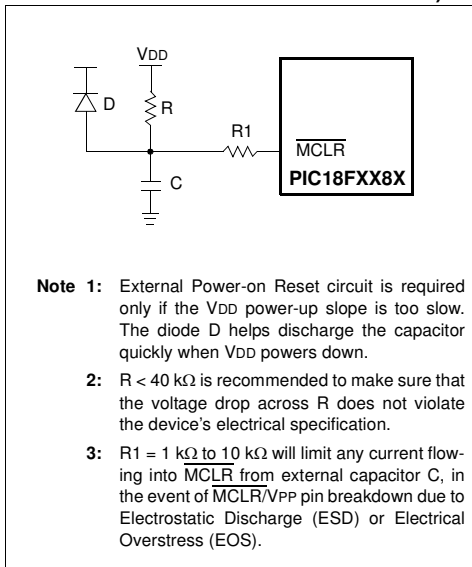 VDD
D
R
R1
MCLR
C
PIC18FXX8X
Note 1: External Power-on Reset circuit is required
only if the VDD power-up slope is too slow.
The diode D helps discharge the capacitor
quickly when VDD powers down.
2: R < 40 kΩ is recommended to make sure that
the voltage drop across R does not violate
the device's electrical specification.
3: R1 = 1 kΩ to 10 kΩ will limit any current flow-
ing into MCLR from external capacitor C, in
the event of MCLR/VPP pin breakdown due to
Electrostatic Discharge (ESD) or Electrical
Overstress (EOS).